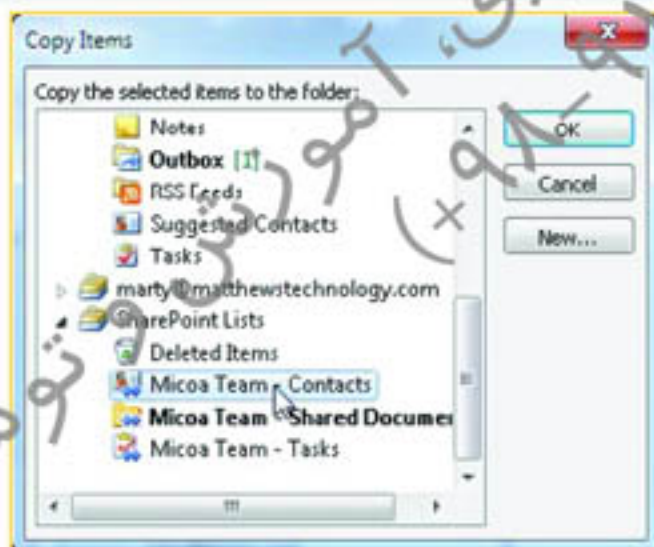 Copy Items
Copy the selected items to the folder:
Notes
Outbox [1]
RSS Feeds
Suggested Contacts
Tasks
marty@matthewstechnology.com
SharePoint Lists
Deleted Items
Micoa Team - Contacts
Micoa Team - Shared Documen
Micoa Team - Tasks
OK
Cancel
New...
آموزش و